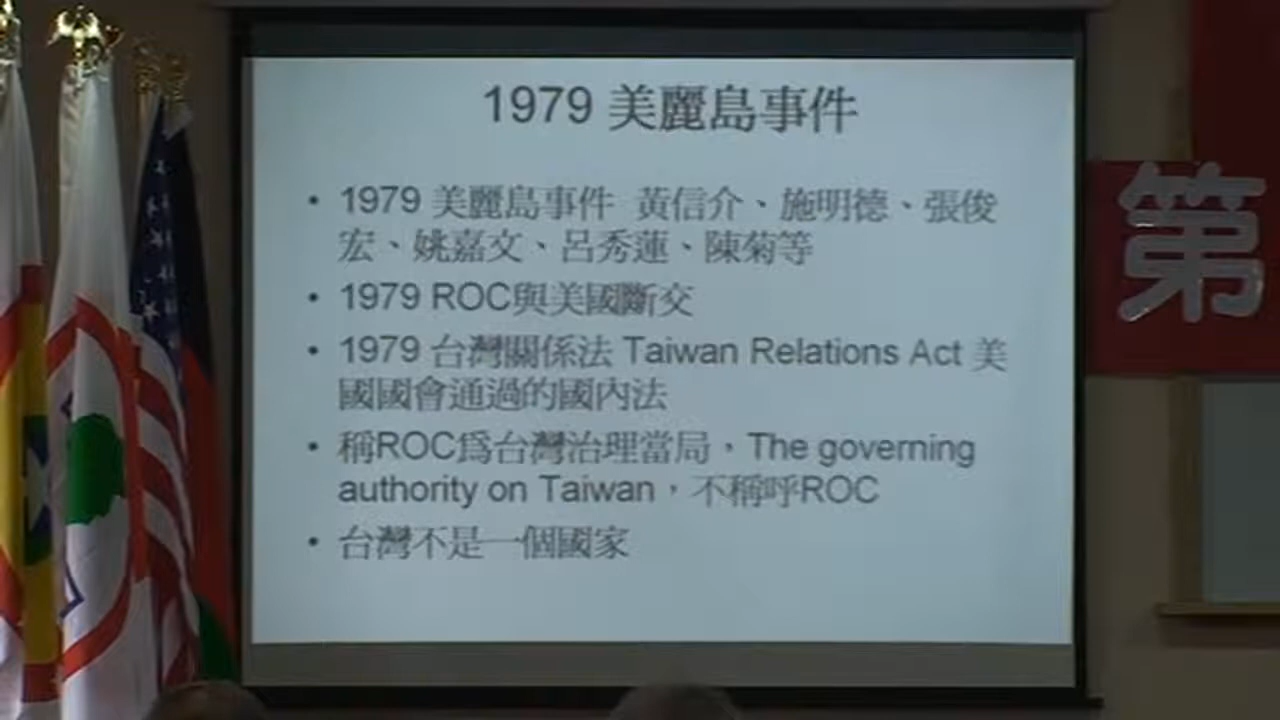 1979 美麗島事件
• 1979 美麗島事件 黃信介、施明德、張俊
宏、姚嘉文、呂秀蓮、陳菊等
• 1979 ROC與美國斷交
• 1979 台灣關係法 Taiwan Relations Act 美
國國會通過的國內法
• 稱ROC為台灣治理當局，The governing
authority on Taiwan，不稱呼ROC
• 台灣不是一個國家
第